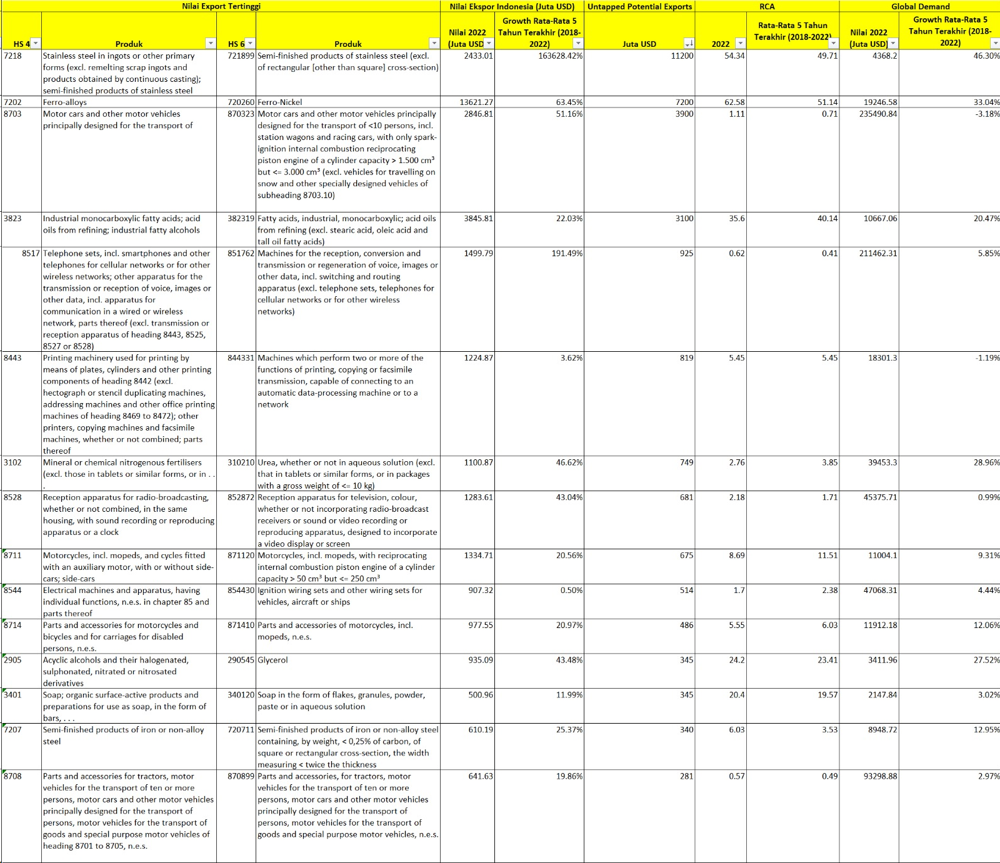 Nilai Export Tertinggi Nilai Ekspor Indonesia (Juta USD) Untapped Potential Exports RCA Global Demand
HS 4 Produk HS 6 Produk Nilai 2022 (Juta USD Growth Rata-Rata 5 Tahun Terakhir (2018-2022) Juta USD 2022 Rata-Rata 5 Tahun Terakhir (2018-2022) Nilai 2022 (Juta USD) Growth Rata-Rata 5 Tahun Terakhir (2018-2022)
7218 Stainless steel in ingots or other primary 721899 Semi-finished products of stainless steel (excl. 2433.01 163628.42% 11200 54.34 49.71 4368.2 46.30%
forms (excl. remelting scrap ingots and of rectangular [other than square] cross-section)
products obtained by continuous casting);
semi-finished products of stainless steel
7202 Ferro-alloys 720260 Ferro-Nickel 13621.27 63.45% 7200 62.58 51.14 19246.58 33.04%
8703 Motor cars and other motor vehicles 870323 Motor cars and other motor vehicles principally 2846.81 51.16% 3900 1.11 0.71 235490.84 -3.18%
principally designed for the transport of designed for the transport of <10 persons, incl.
station wagons and racing cars, with only spark-
ignition internal combustion reciprocating
piston engine of a cylinder capacity > 1.500 cm³
but <= 3.000 cm³ (excl. vehicles for travelling on
snow and other specially designed vehicles of
subheading 8703.10)
3823 Industrial monocarboxylic fatty acids; acid 382319 Fatty acids, industrial, monocarboxylic; acid oils 3845.81 22.03% 3100 35.6 40.14 10667.06 20.47%
oils from refining; industrial fatty alcohols from refining (excl. stearic acid, oleic acid and
tall oil fatty acids)
8517 Telephone sets, incl. smartphones and other 851762 Machines for the reception, conversion and 1499.79 191.49% 925 0.62 0.41 211462.31 5.85%
telephones for cellular networks or for other transmission or regeneration of voice, images or
wireless networks; other apparatus for the other data, incl. switching and routing
transmission or reception of voice, images or apparatus (excl. telephone sets, telephones for
other data, incl. apparatus for cellular networks or for other wireless
communication in a wired or wireless networks)
network, parts thereof (excl. transmission or
reception apparatus of heading 8443, 8525,
8527 or 8528)
8443 Printing machinery used for printing by 844331 Machines which perform two or more of the 1224.87 3.62% 819 5.45 5.45 18301.3 -1.19%
means of plates, cylinders and other printing functions of printing, copying or facsimile
components of heading 8442 (excl. transmission, capable of connecting to an
hectograph or stencil duplicating machines, automatic data-processing machine or to a
addressing machines and other office printing network
machines of heading 8469 to 8472); other
printers, copying machines and facsimile
machines, whether or not combined; parts
thereof
3102 Mineral or chemical nitrogenous fertilisers 310210 Urea, whether or not in aqueous solution (excl. 1100.87 46.62% 749 2.76 3.85 39453.3 28.96%
(excl. those in tablets or similar forms, or in . . that in tablets or similar forms, or in packages
. with a gross weight of <= 10 kg)
8528 Reception apparatus for radio-broadcasting, 852872 Reception apparatus for television, colour, 1283.61 43.04% 681 2.18 1.71 45375.71 0.99%
whether or not combined, in the same whether or not incorporating radio-broadcast
housing, with sound recording or reproducing receivers or sound or video recording or
apparatus or a clock reproducing apparatus, designed to incorporate
a video display or screen
8711 Motorcycles, incl. mopeds, and cycles fitted 871120 Motorcycles, incl. mopeds, with reciprocating 1334.71 20.56% 675 8.69 11.51 11004.1 9.31%
with an auxiliary motor, with or without side- internal combustion piston engine of a cylinder
cars; side-cars capacity > 50 cm³ but <= 250 cm³
8544 Electrical machines and apparatus, having 854430 Ignition wiring sets and other wiring sets for 907.32 0.50% 514 1.7 2.38 47068.31 4.44%
individual functions, n.e.s. in chapter 85 and vehicles, aircraft or ships
parts thereof
8714 Parts and accessories for motorcycles and 871410 Parts and accessories of motorcycles, incl. 977.55 20.97% 486 5.55 6.03 11912.18 12.06%
bicycles and for carriages for disabled mopeds, n.e.s.
persons, n.e.s.
2905 Acyclic alcohols and their halogenated, 290545 Glycerol 935.09 43.48% 345 24.2 23.41 3411.96 27.52%
sulphonated, nitrated or nitrosated
derivatives
3401 Soap; organic surface-active products and 340120 Soap in the form of flakes, granules, powder, 500.96 11.99% 345 20.4 19.57 2147.84 3.02%
preparations for use as soap, in the form of paste or in aqueous solution
bars, . . .
7207 Semi-finished products of iron or non-alloy 720711 Semi-finished products of iron or non-alloy steel 610.19 25.37% 340 6.03 3.53 8948.72 12.95%
steel containing, by weight, < 0,25% of carbon, of
square or rectangular cross-section, the width
measuring < twice the thickness
8708 Parts and accessories for tractors, motor 870899 Parts and accessories, for tractors, motor 641.63 19.86% 281 0.57 0.49 93298.88 2.97%
vehicles for the transport of ten or more vehicles for the transport of ten or more
persons, motor cars and other motor vehicles persons, motor cars and other motor vehicles
principally designed for the transport of principally designed for the transport of
persons, motor vehicles for the transport of persons, motor vehicles for the transport of
goods and special purpose motor vehicles of goods and special purpose motor vehicles, n.e.s.
heading 8701 to 8705, n.e.s.